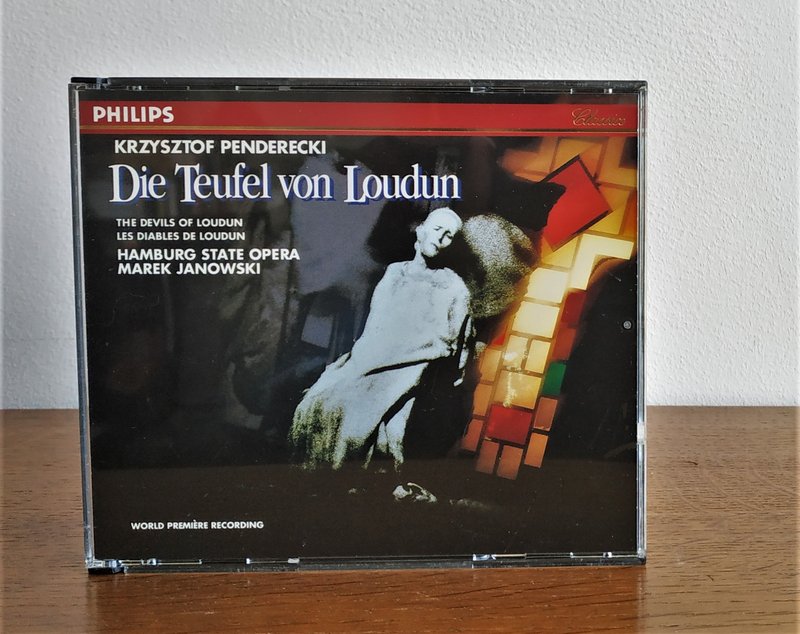 PHILIPS
Classics
KRZYSZTOF PENDERECKI
Die Teufel von Loudun
THE DEVILS OF LOUDUN
LES DIABLES DE LOUDUN
HAMBURG STATE OPERA
MAREK JANOWSKI
WORLD PREMIÈRE RECORDING